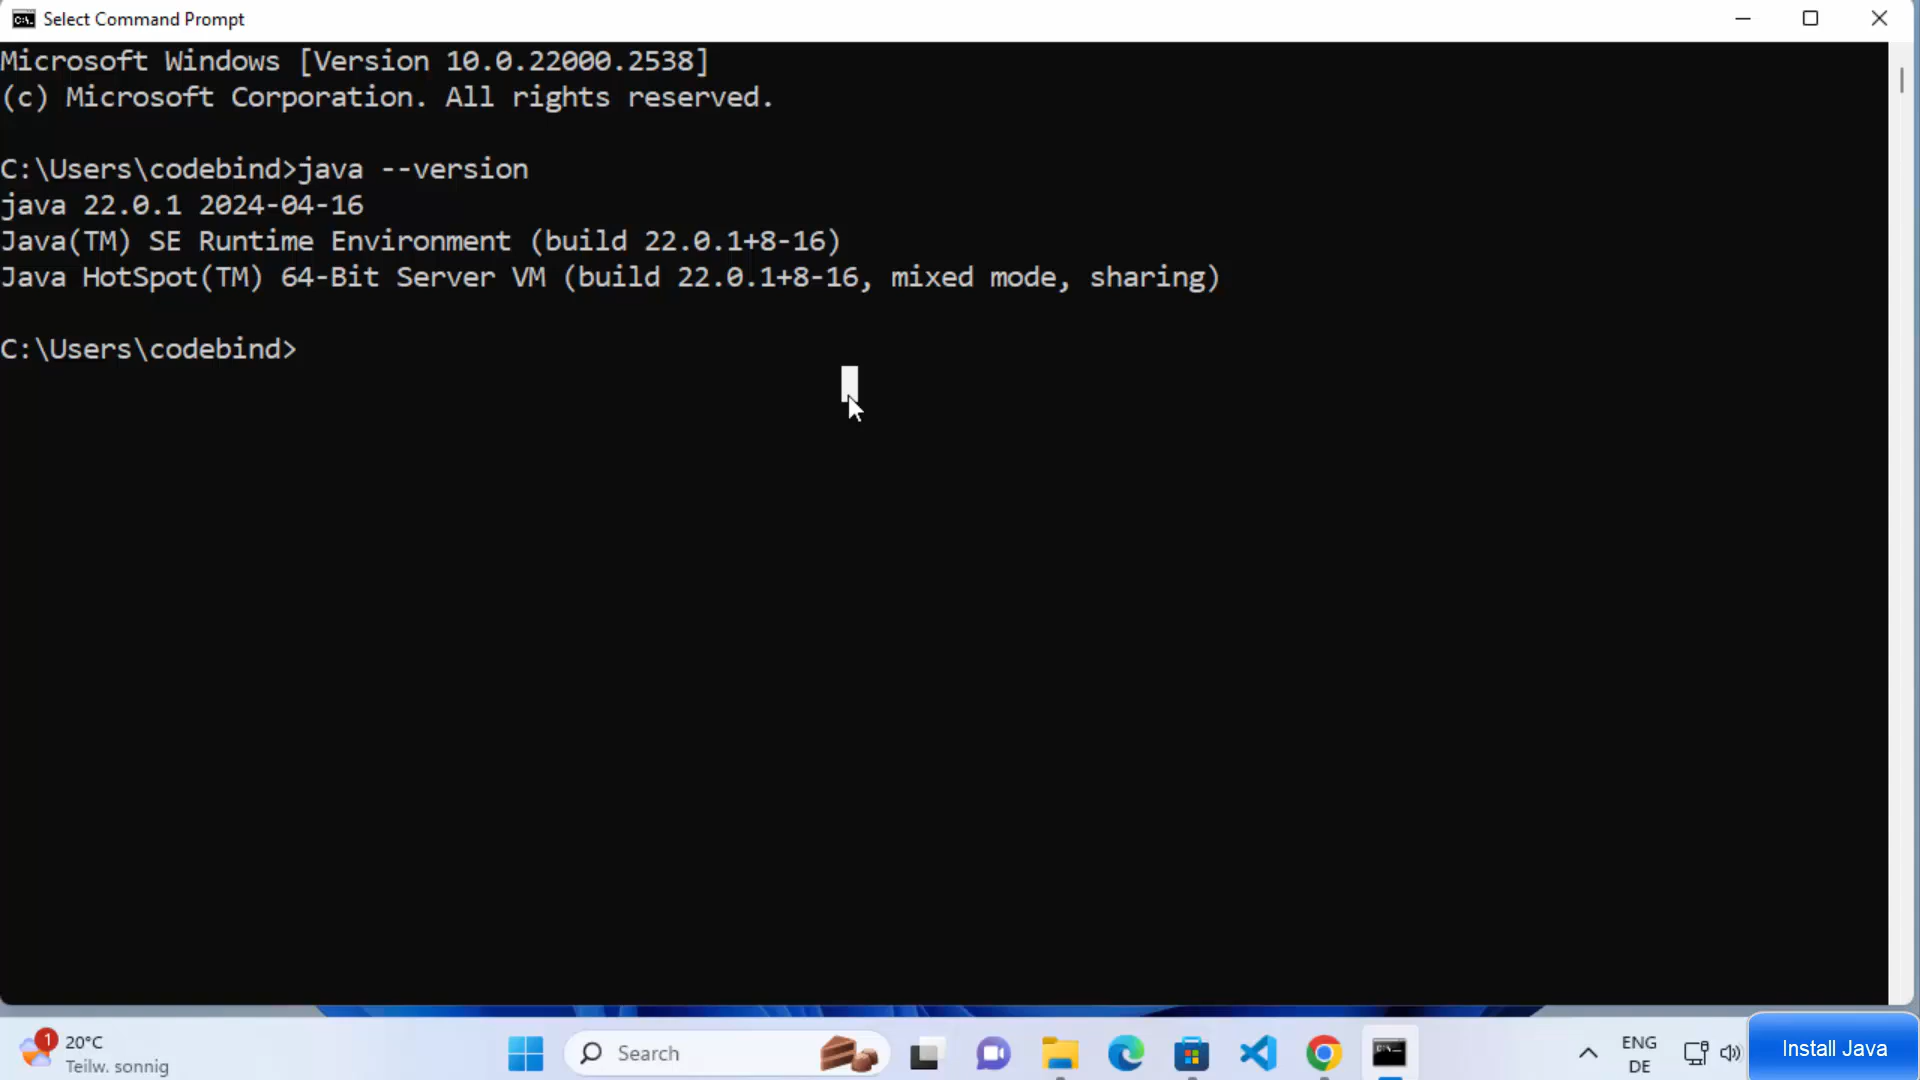 Select Command Prompt
Microsoft Windows [Version 10.0.22000.2538]
(c) Microsoft Corporation. All rights reserved.
C:\Users\codebind>java --version
java 22.0.1 2024-04-16
Java(TM) SE Runtime Environment (build 22.0.1+8-16)
Java HotSpot(TM) 64-Bit Server VM (build 22.0.1+8-16, mixed mode, sharing)
C:\Users\codebind>
1
20°C
Teilw. sonnig
Search
ENG
DE
Install Java